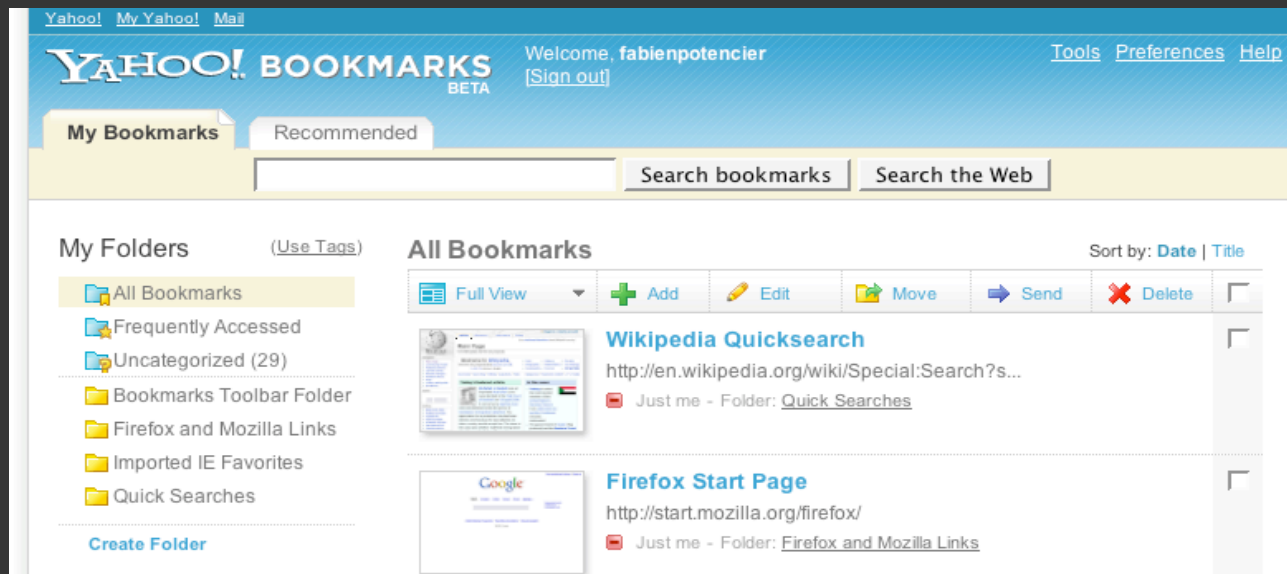 Yahoo! My Yahoo! Mail
YAHOO! BOOKMARKS
BETA
Welcome, fabienpotencier
[Sign out]
Tools Preferences Help
My Bookmarks Recommended
Search bookmarks Search the Web
My Folders (Use Tags)
All Bookmarks
Frequently Accessed
Uncategorized (29)
Bookmarks Toolbar Folder
Firefox and Mozilla Links
Imported IE Favorites
Quick Searches
Create Folder
All Bookmarks Sort by: Date | Title
Full View Add Edit Move Send Delete
Wikipedia Quicksearch
http://en.wikipedia.org/wiki/Special:Search?s...
Just me - Folder: Quick Searches
Google
Firefox Start Page
http://start.mozilla.org/firefox/
Just me - Folder: Firefox and Mozilla Links